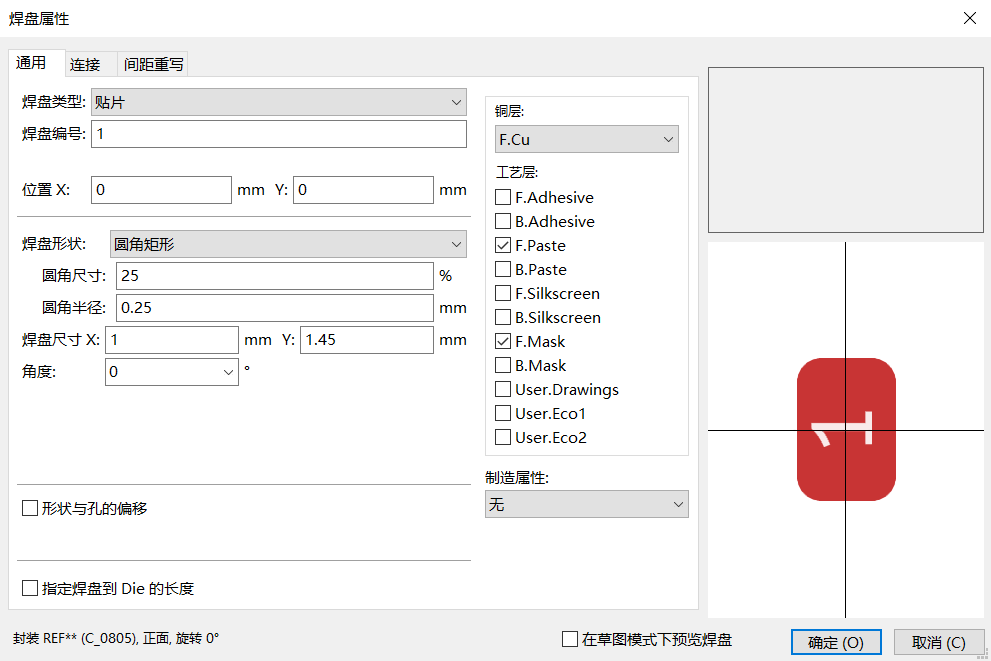 焊盘属性
通用 连接 间距重写
焊盘类型: 贴片
焊盘编号: 1
位置 X: 0 mm Y: 0 mm
焊盘形状: 圆角矩形
圆角尺寸: 25 %
圆角半径: 0.25 mm
焊盘尺寸 X: 1 mm Y: 1.45 mm
角度: 0 °
形状与孔的偏移
指定焊盘到 Die 的长度
铜层:
F.Cu
工艺层:
F.Adhesive
B.Adhesive
F.Paste
B.Paste
F.Silkscreen
B.Silkscreen
F.Mask
B.Mask
User.Drawings
User.Eco1
User.Eco2
制造属性:
无
1
封装 REF** (C_0805), 正面, 旋转 0°
在草图模式下预览焊盘
确定 (O) 取消 (C)